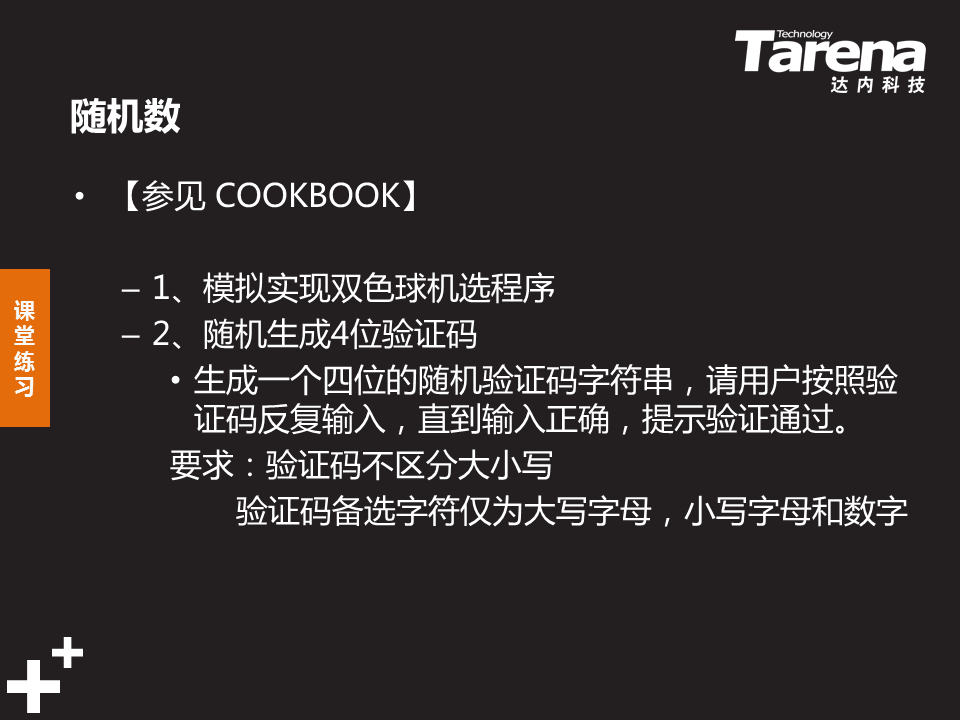 Technology
Tarena
达内科技
随机数
• 【参见 COOKBOOK】
– 1、模拟实现双色球机选程序
– 2、随机生成4位验证码
• 生成一个四位的随机验证码字符串，请用户按照验
证码反复输入，直到输入正确，提示验证通过。
要求：验证码不区分大小写
验证码备选字符仅为大写字母，小写字母和数字
课
堂
练
习